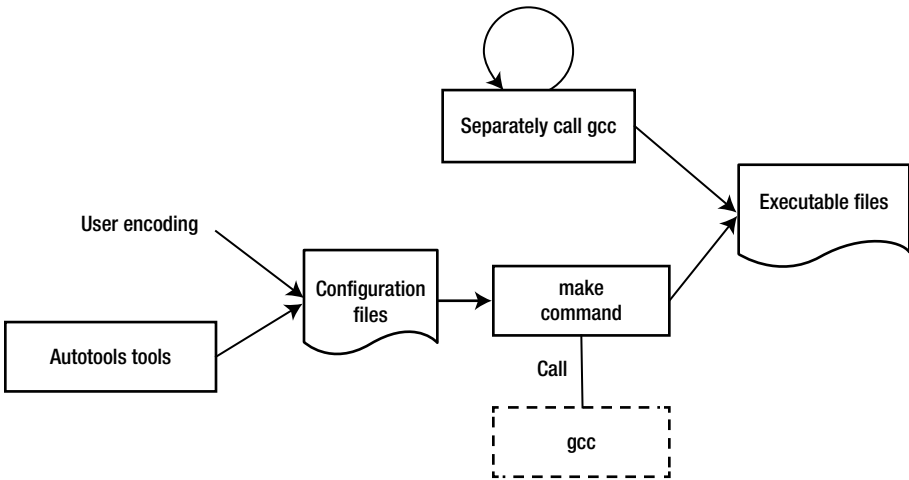 Separately call gcc
Executable files
User encoding
Configuration
files
make
command
Autotools tools
Call
gcc